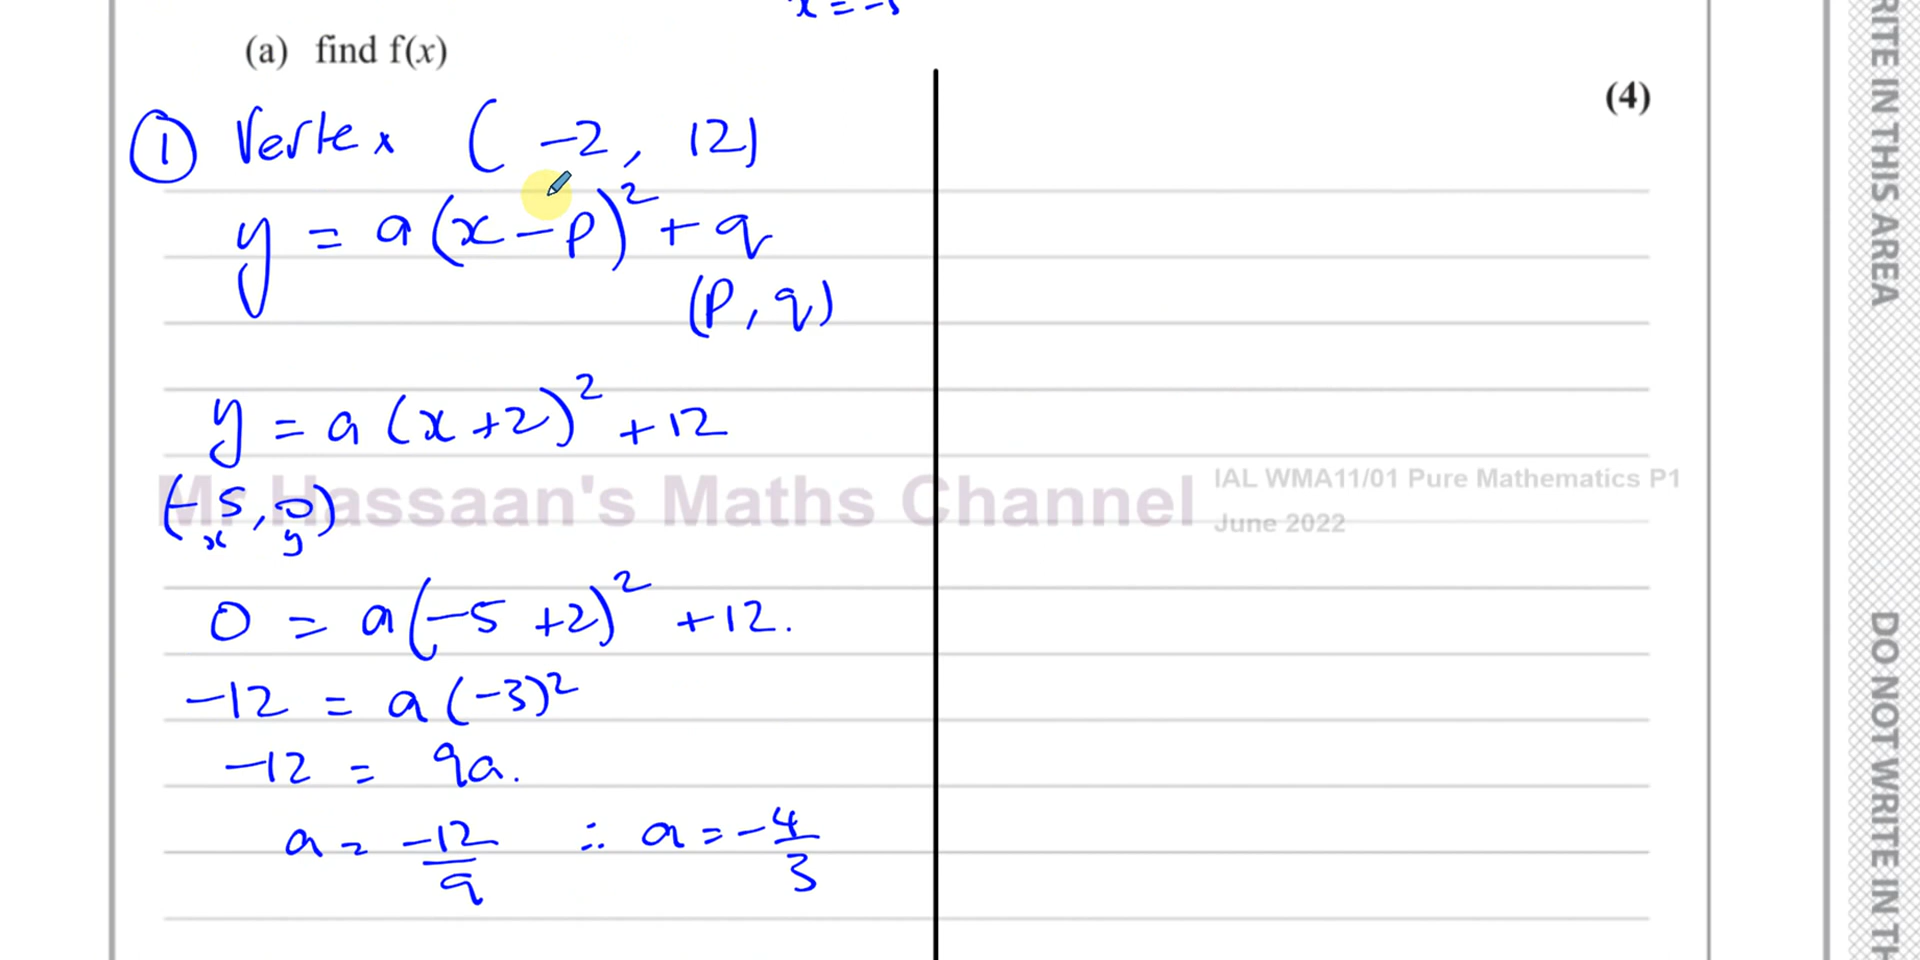 x = -5
(a) find f(x)
(4)
① Vertex ( -2, 12)
y = a(x-p)² + q
(p, q)
y = a (x+2)² +12
(-5, 0)
x y
Mr Hassaan's Maths Channel
IAL WMA11/01 Pure Mathematics P1
June 2022
0 = a(-5 +2)² +12.
-12 = a(-3)²
-12 = 9a.
a = -12/9 ∴ a = -4/3
RITE IN THIS AREA
DO NOT WRITE IN TH